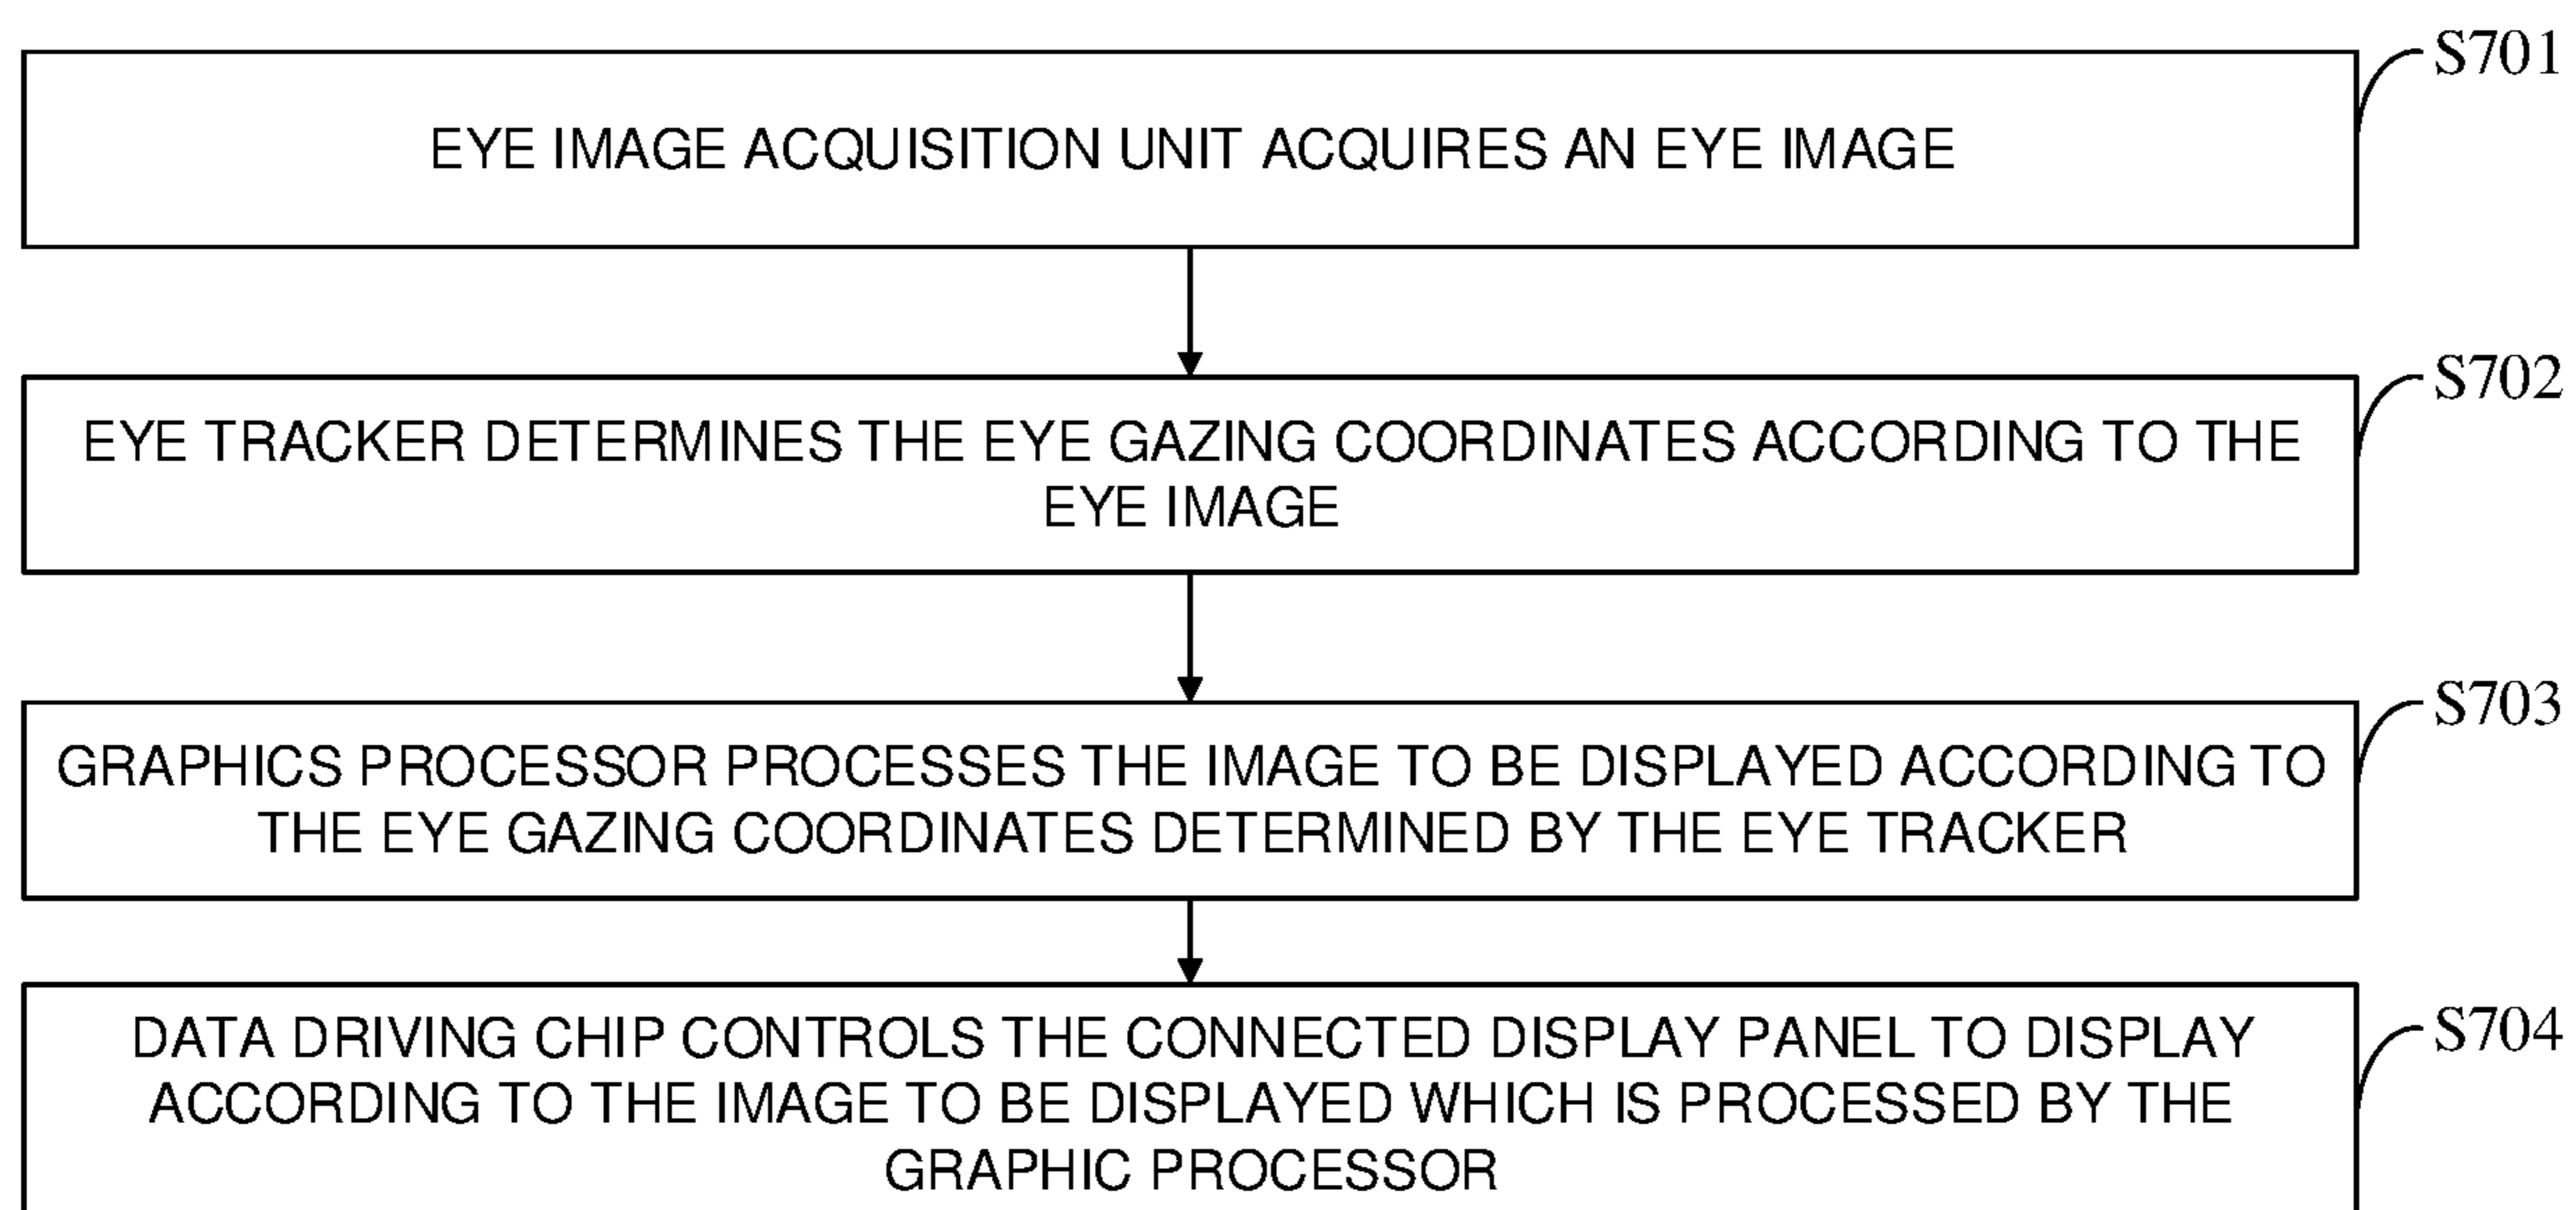 S701
EYE IMAGE ACQUISITION UNIT ACQUIRES AN EYE IMAGE
S702
EYE TRACKER DETERMINES THE EYE GAZING COORDINATES ACCORDING TO THE
EYE IMAGE
S703
GRAPHICS PROCESSOR PROCESSES THE IMAGE TO BE DISPLAYED ACCORDING TO
THE EYE GAZING COORDINATES DETERMINED BY THE EYE TRACKER
S704
DATA DRIVING CHIP CONTROLS THE CONNECTED DISPLAY PANEL TO DISPLAY
ACCORDING TO THE IMAGE TO BE DISPLAYED WHICH IS PROCESSED BY THE
GRAPHIC PROCESSOR